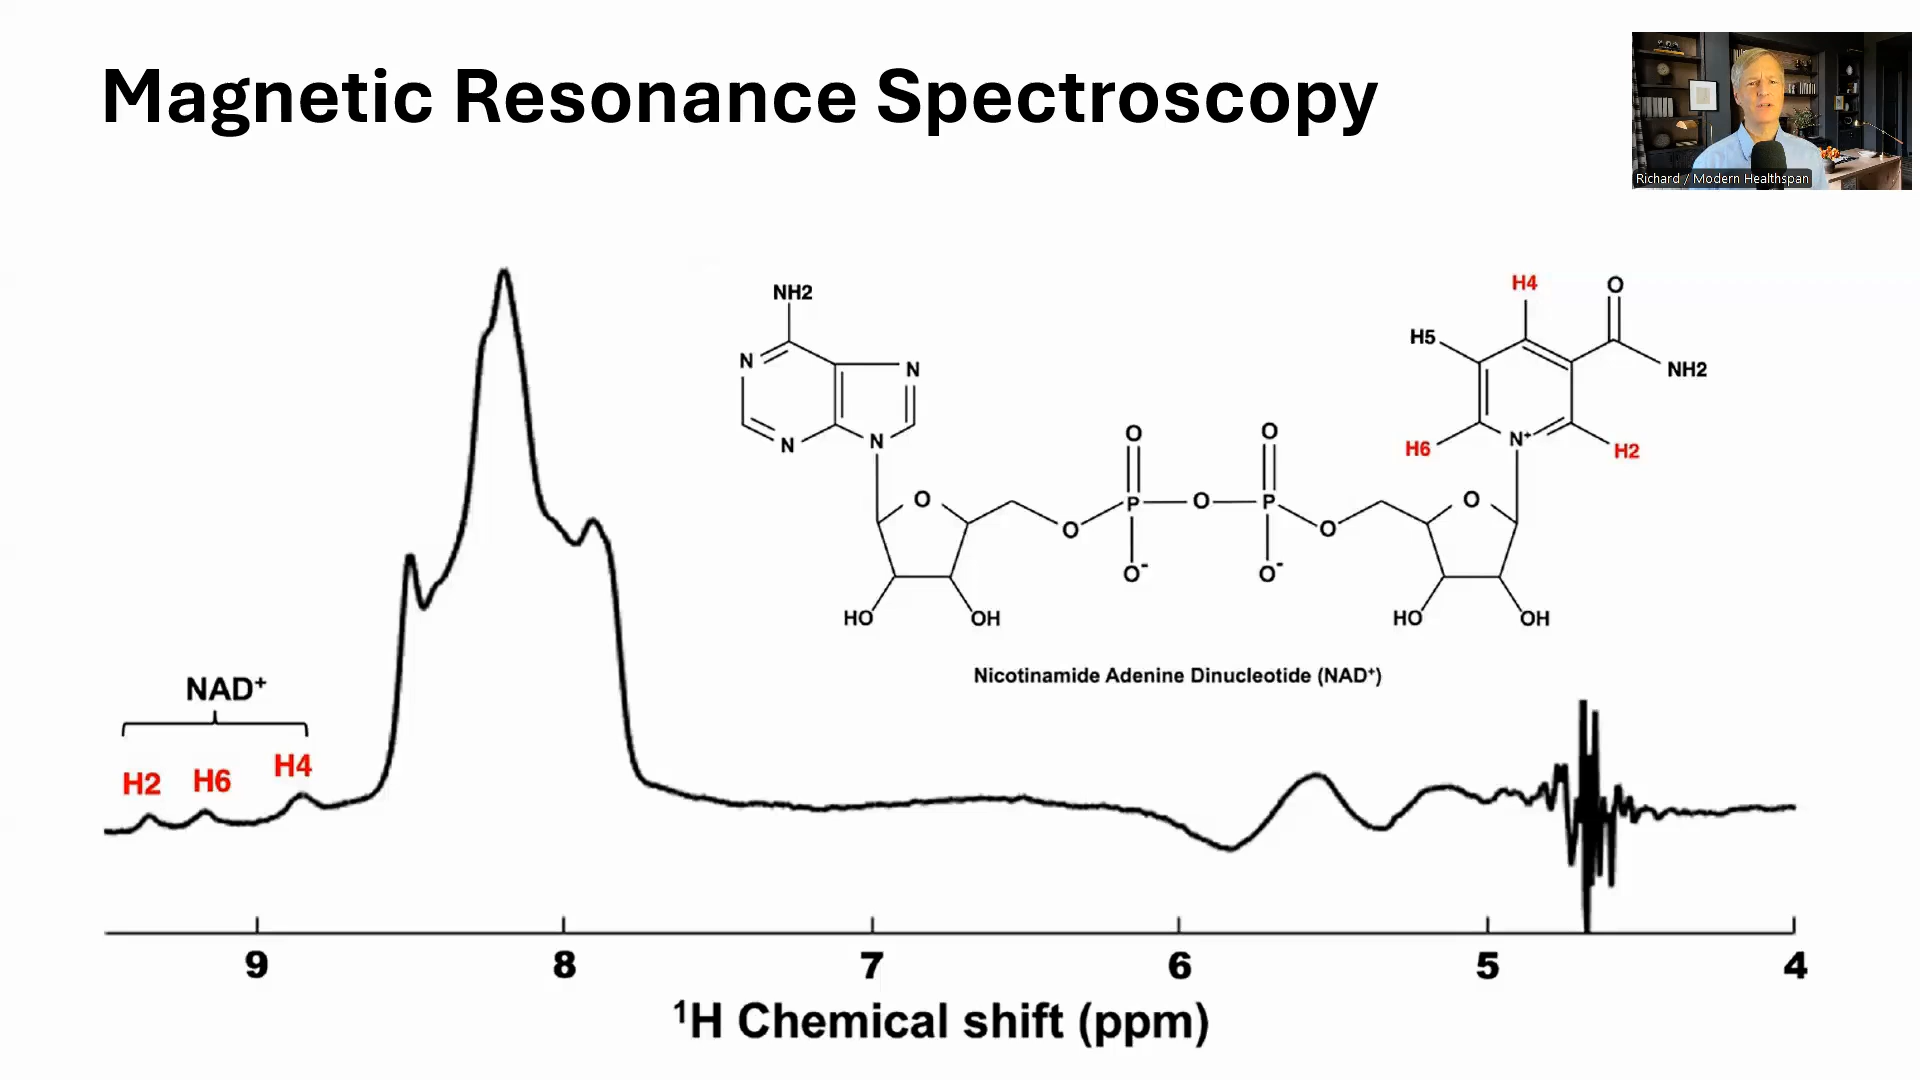 Magnetic Resonance Spectroscopy
Richard / Modern Healthspan
NH2
N
N
N
N
O
HO
OH
O
O
P
O⁻
O
O
P
O⁻
O
O
HO
OH
H4
O
H5
NH2
H6
N⁺
H2
Nicotinamide Adenine Dinucleotide (NAD⁺)
NAD⁺
H2
H6
H4
9
8
7
6
5
4
¹H Chemical shift (ppm)